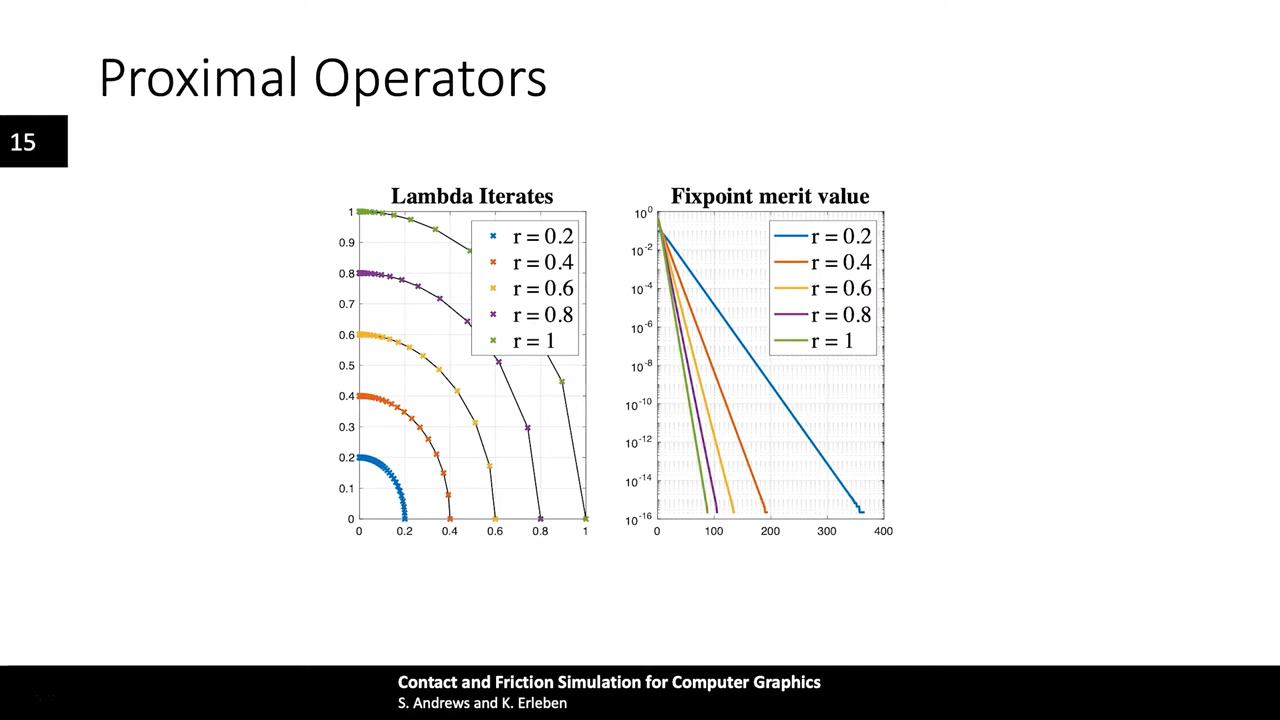 Proximal Operators
15
Lambda Iterates
1
0.9
0.8
0.7
0.6
0.5
0.4
0.3
0.2
0.1
0
0 0.2 0.4 0.6 0.8 1
r = 0.2
r = 0.4
r = 0.6
r = 0.8
r = 1
Fixpoint merit value
10^0
10^-2
10^-4
10^-6
10^-8
10^-10
10^-12
10^-14
10^-16
0 100 200 300 400
r = 0.2
r = 0.4
r = 0.6
r = 0.8
r = 1
Contact and Friction Simulation for Computer Graphics
S. Andrews and K. Erleben